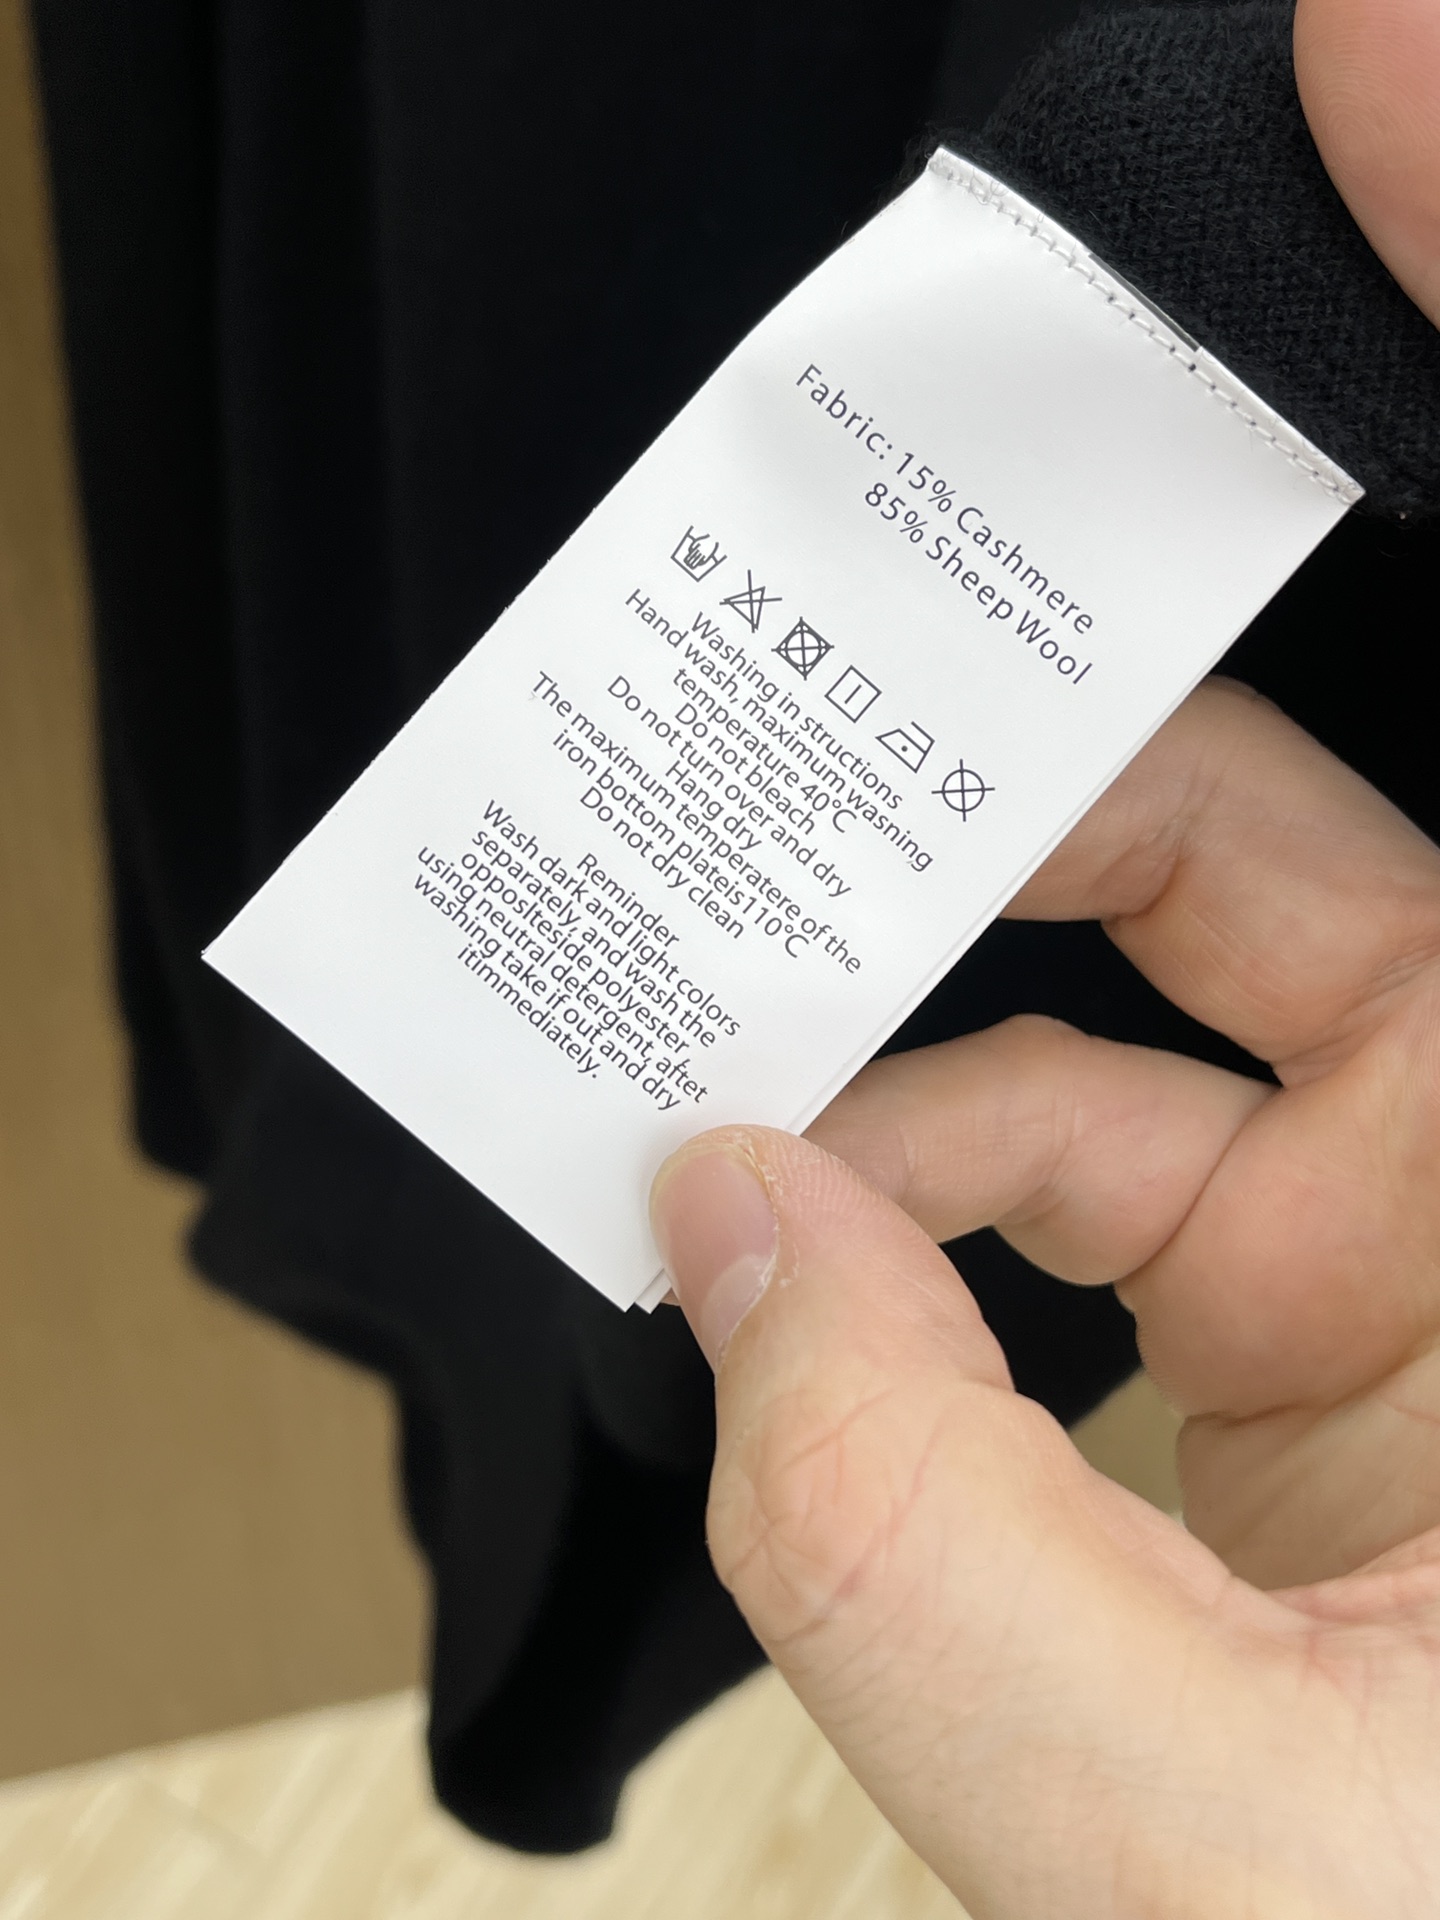 Fabric: 15% Cashmere
85% Sheep Wool
Washing in structions
Hand wash, maximum wasning
temperature 40°C
Do not bleach
Do not turn over and dry
Hang dry
The maximum temperatere of the
iron bottom plateis110°C
Do not dry clean
Reminder
Wash dark and light colors
separately, and wash the
opposlteside polyester,
using neutral detergent, aftet
washing take if out and dry
itimmediately.